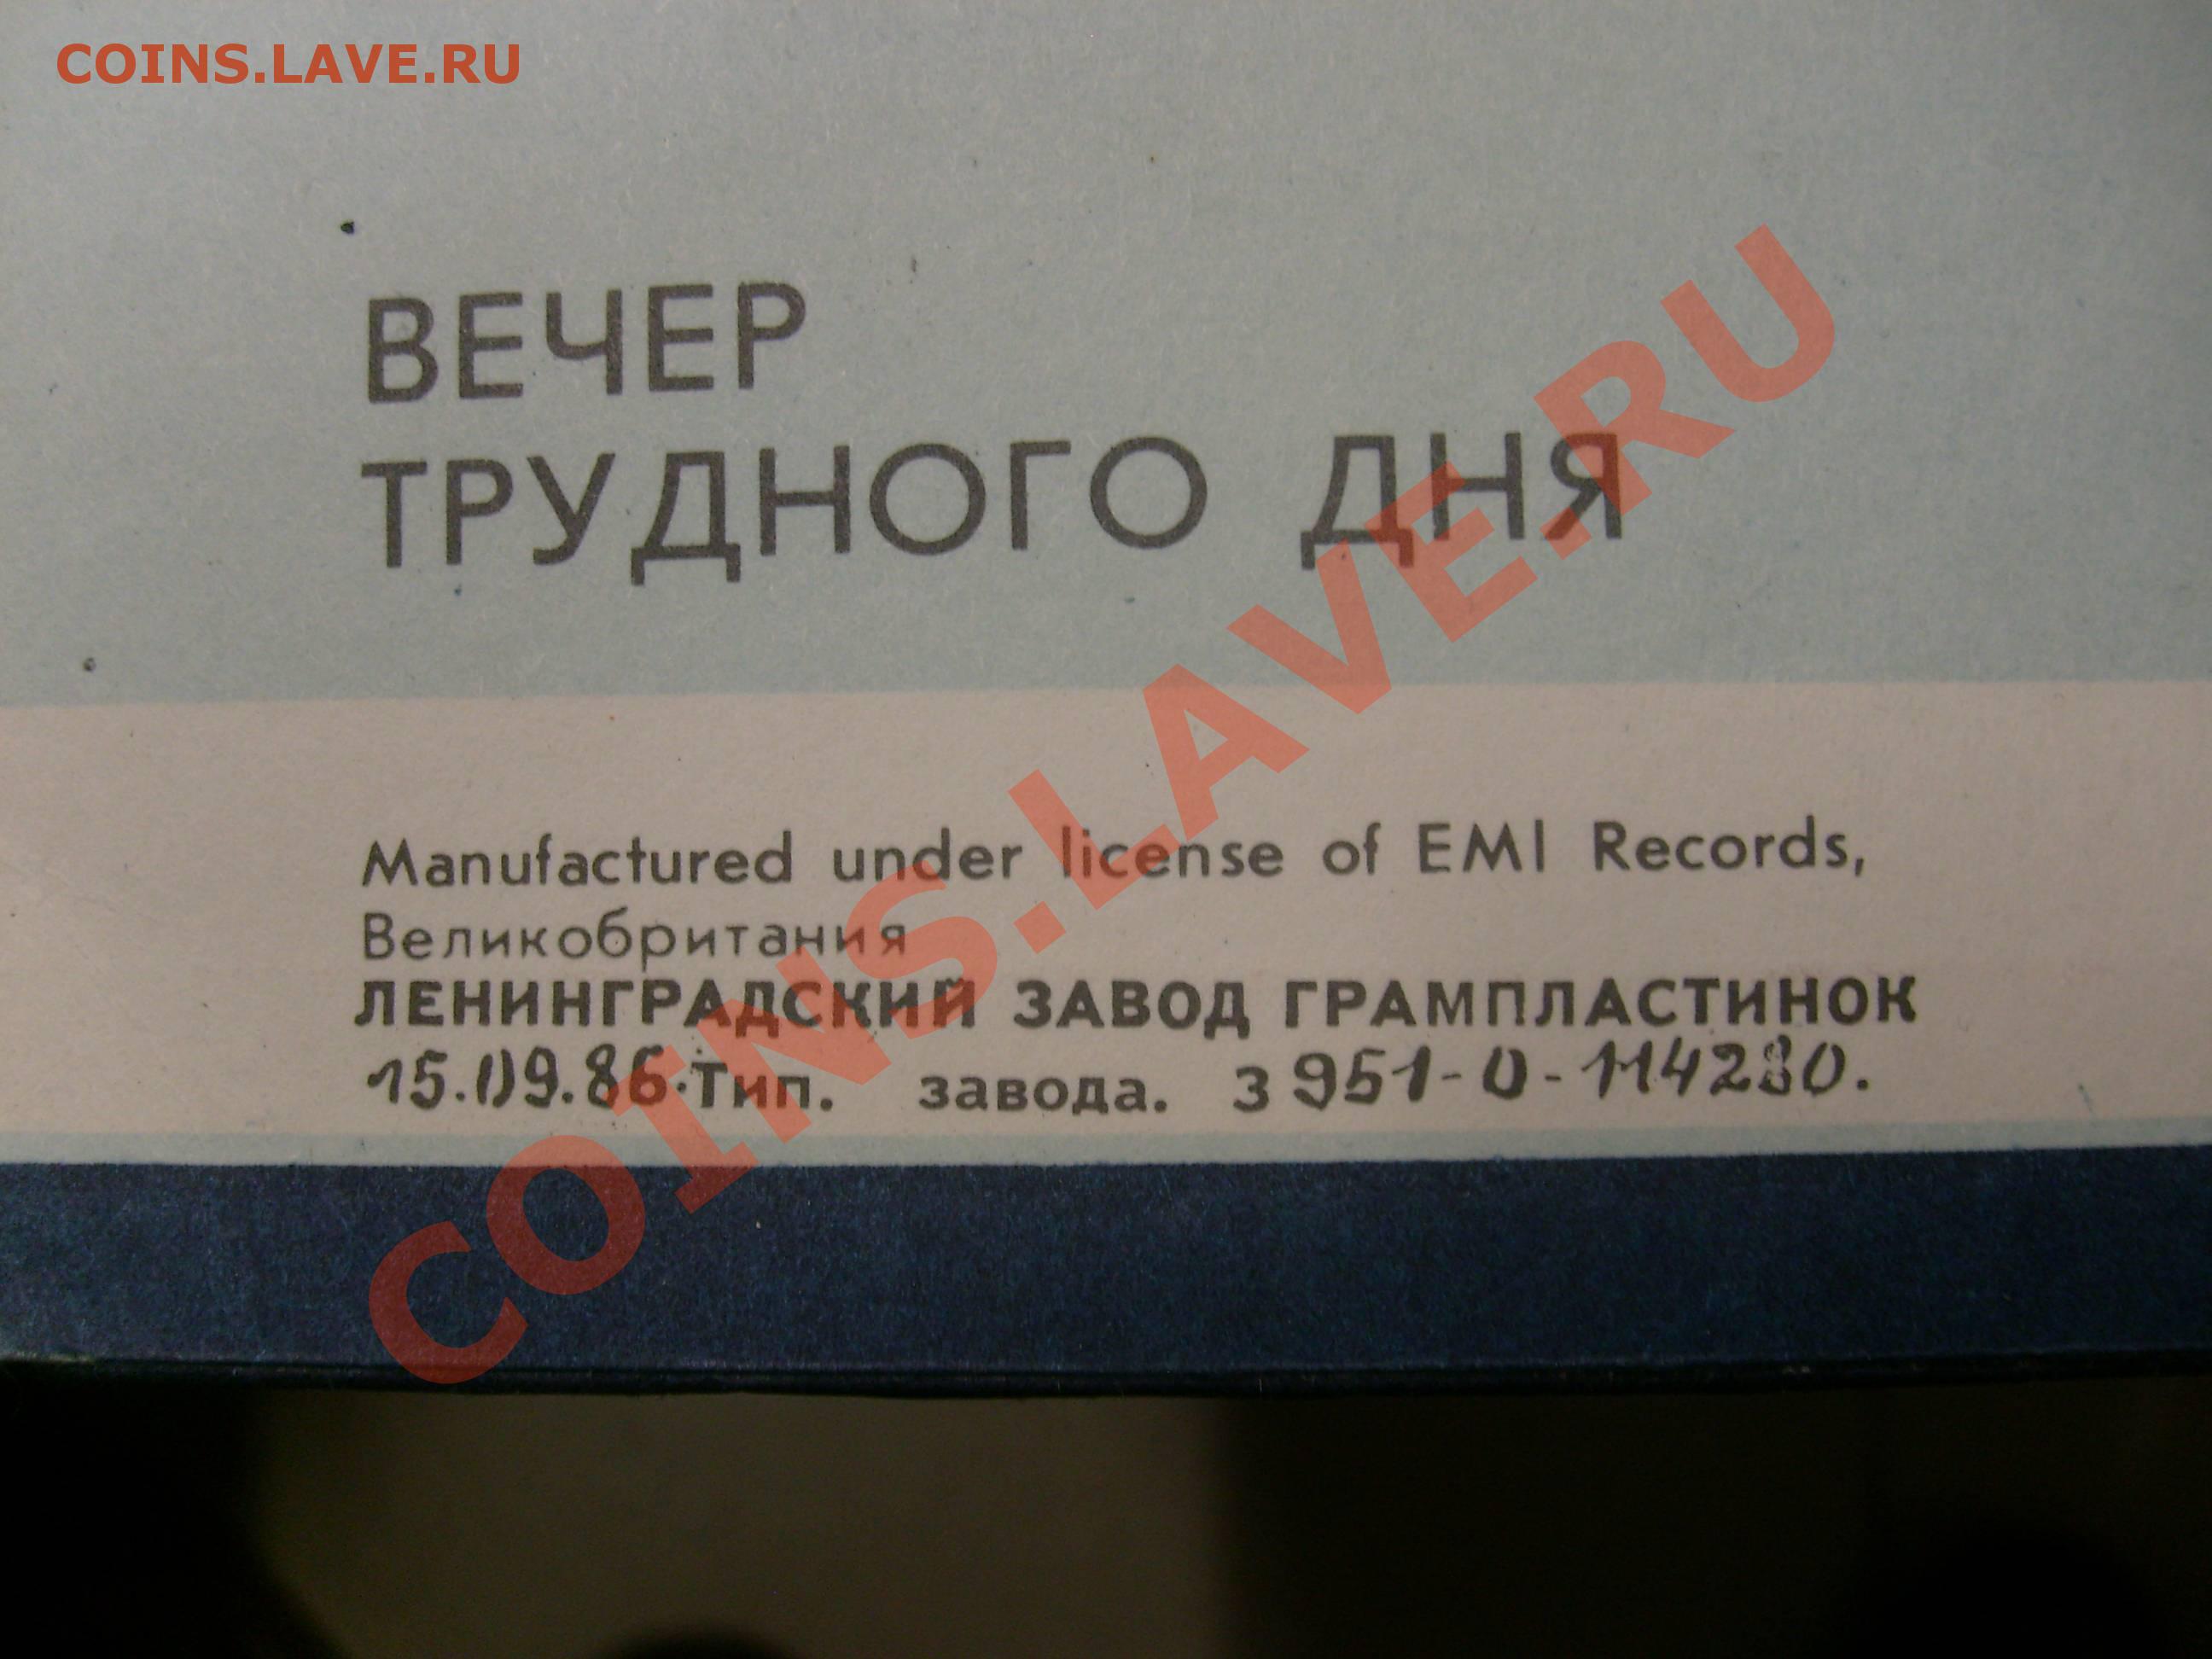 COINS.LAVE.RU
ВЕЧЕР
ТРУДНОГО ДНЯ
Manufactured under license of EMI Records,
Великобритания
ЛЕНИНГРАДСКИЙ ЗАВОД ГРАМПЛАСТИНОК
15.09.86. Тип. завода. З 951-0-114280.
COINS.LAVE.RU